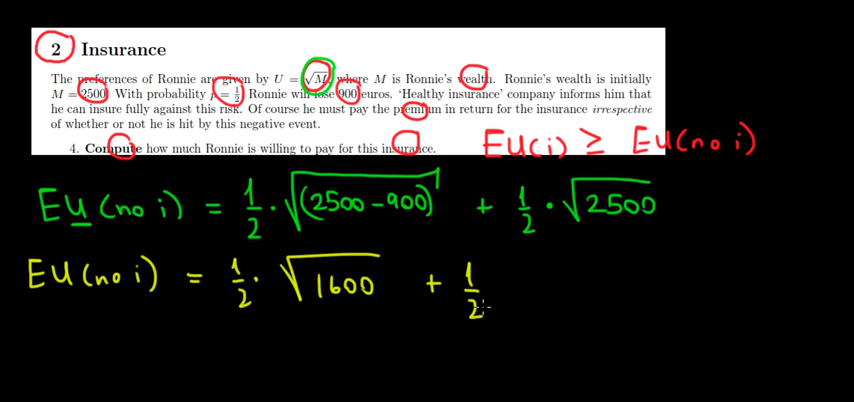 2 Insurance
The preferences of Ronnie are given by U = √M, where M is Ronnie's wealth. Ronnie's wealth is initially
M = 2500. With probability p = 1/2 Ronnie will lose 900 euros. 'Healthy insurance' company informs him that
he can insure fully against this risk. Of course he must pay the premium in return for the insurance irrespective
of whether or not he is hit by this negative event.
4. Compute how much Ronnie is willing to pay for this insurance.
EU(i) ≥ EU(no i)
EU(no i) = 1/2 · √(2500-900) + 1/2 · √2500
EU(no i) = 1/2 · √1600 + 1/2